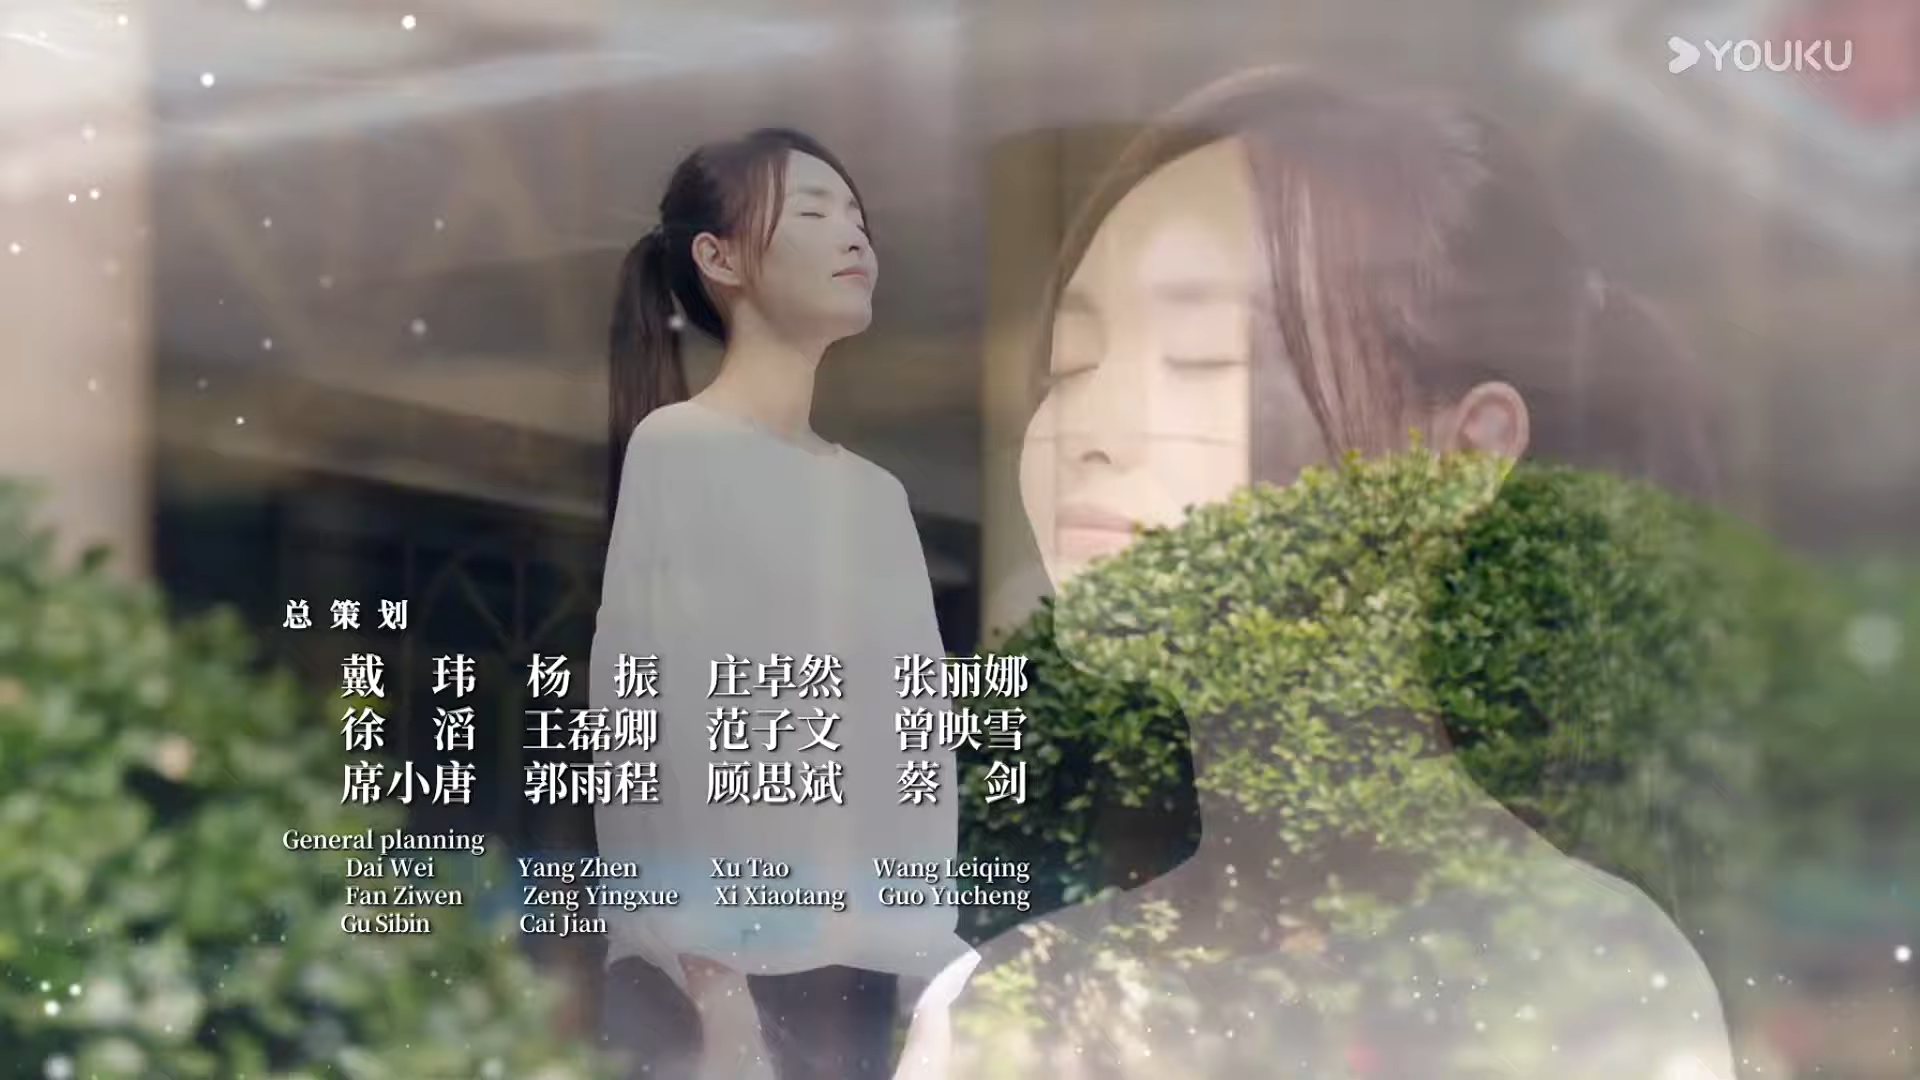 YOUKU
总策划
戴 玮 杨 振 庄卓然 张丽娜
徐 滔 王磊卿 范子文 曾映雪
席小唐 郭雨程 顾思斌 蔡 剑
General planning
Dai Wei Yang Zhen Xu Tao Wang Leiqing
Fan Ziwen Zeng Yingxue Xi Xiaotang Guo Yucheng
Gu Sibin Cai Jian